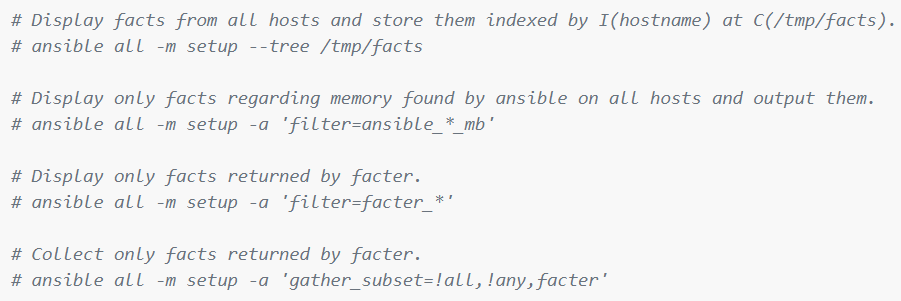 # Display facts from all hosts and store them indexed by I(hostname) at C(/tmp/facts).
# ansible all -m setup --tree /tmp/facts
# Display only facts regarding memory found by ansible on all hosts and output them.
# ansible all -m setup -a 'filter=ansible_*_mb'
# Display only facts returned by facter.
# ansible all -m setup -a 'filter=facter_*'
# Collect only facts returned by facter.
# ansible all -m setup -a 'gather_subset=!all,!any,facter'